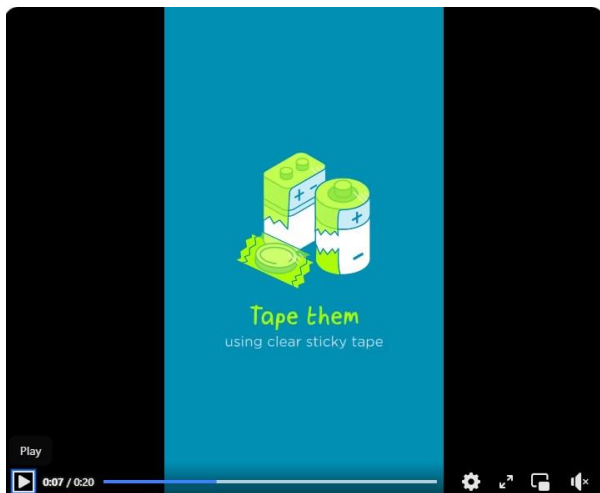 + -
+
-
Tape them
using clear sticky tape
Play
0:07 / 0:20